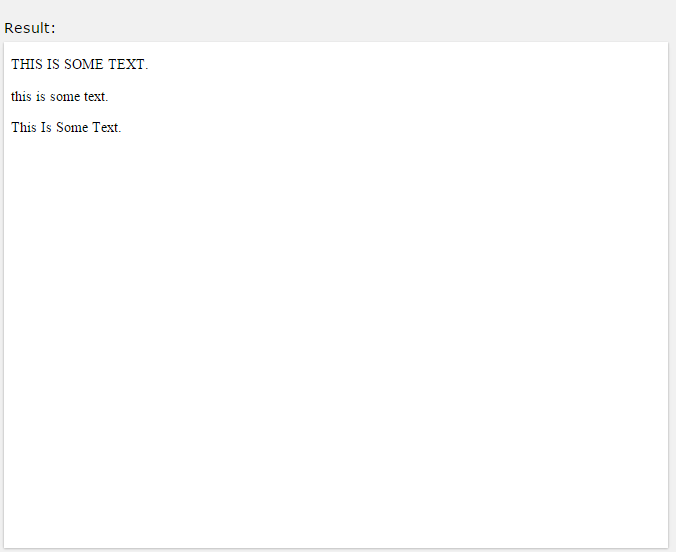 Result:
THIS IS SOME TEXT.
this is some text.
This Is Some Text.